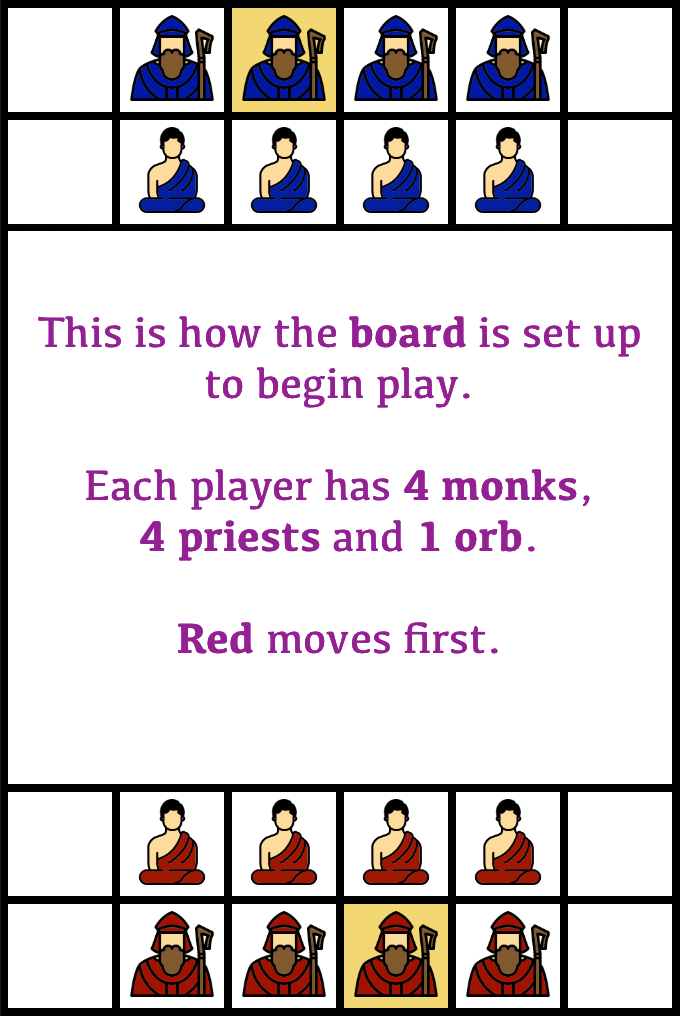 This is how the board is set up
to begin play.
Each player has 4 monks,
4 priests and 1 orb.
Red moves first.